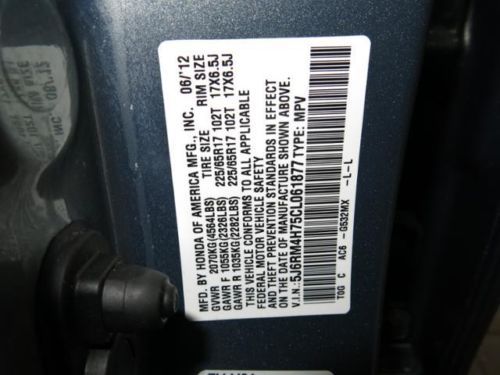 MFD. BY HONDA OF AMERICA MFG., INC. 06/'12
TIRE SIZE RIM SIZE
GVWR 2070KG(4564LBS)
GAWR F 1055KG(2326LBS) 225/65R17 102T 17X6.5J
GAWR R 1035KG(2282LBS) 225/65R17 102T 17X6.5J
THIS VEHICLE CONFORMS TO ALL APPLICABLE
FEDERAL MOTOR VEHICLE SAFETY
AND THEFT PREVENTION STANDARDS IN EFFECT
ON THE DATE OF MANUFACTURE SHOWN ABOVE.
V.I.N.:5J6RM4H75CL061877 TYPE: MPV
TOG C AC6 -G532MX -L-L